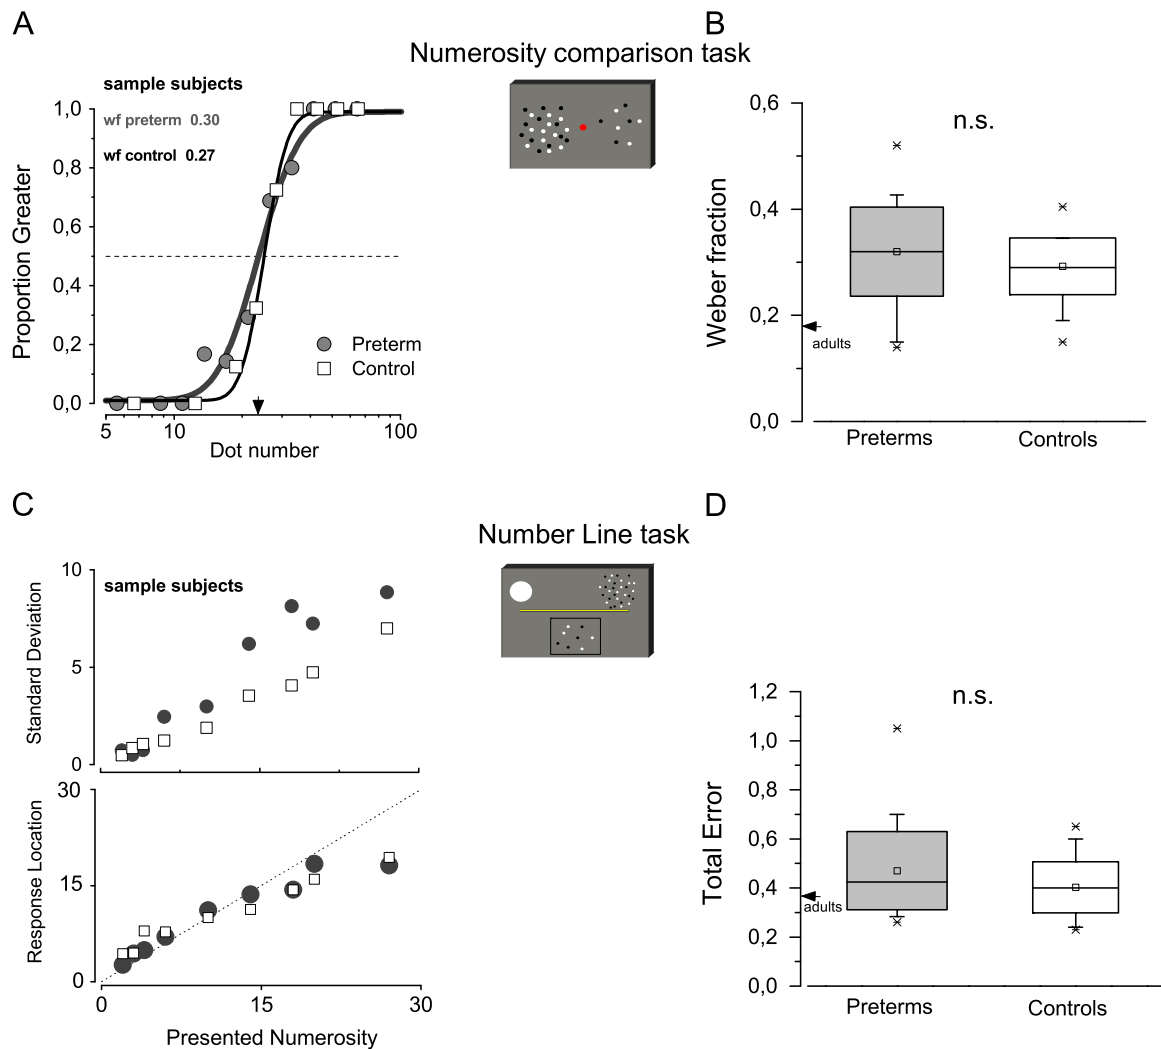 A
B
Numerosity comparison task
sample subjects
wf preterm 0.30
wf control 0.27
1,0
0,8
0,6
0,4
0,2
0,0
Proportion Greater
Preterm
Control
5
10
100
Dot number
0,6
0,4
0,2
0,0
Weber fraction
n.s.
adults
Preterms
Controls
C
D
Number Line task
sample subjects
10
5
0
Standard Deviation
30
15
0
Response Location
0
15
30
Presented Numerosity
1,2
1,0
0,8
0,6
0,4
0,2
0,0
Total Error
n.s.
adults
Preterms
Controls